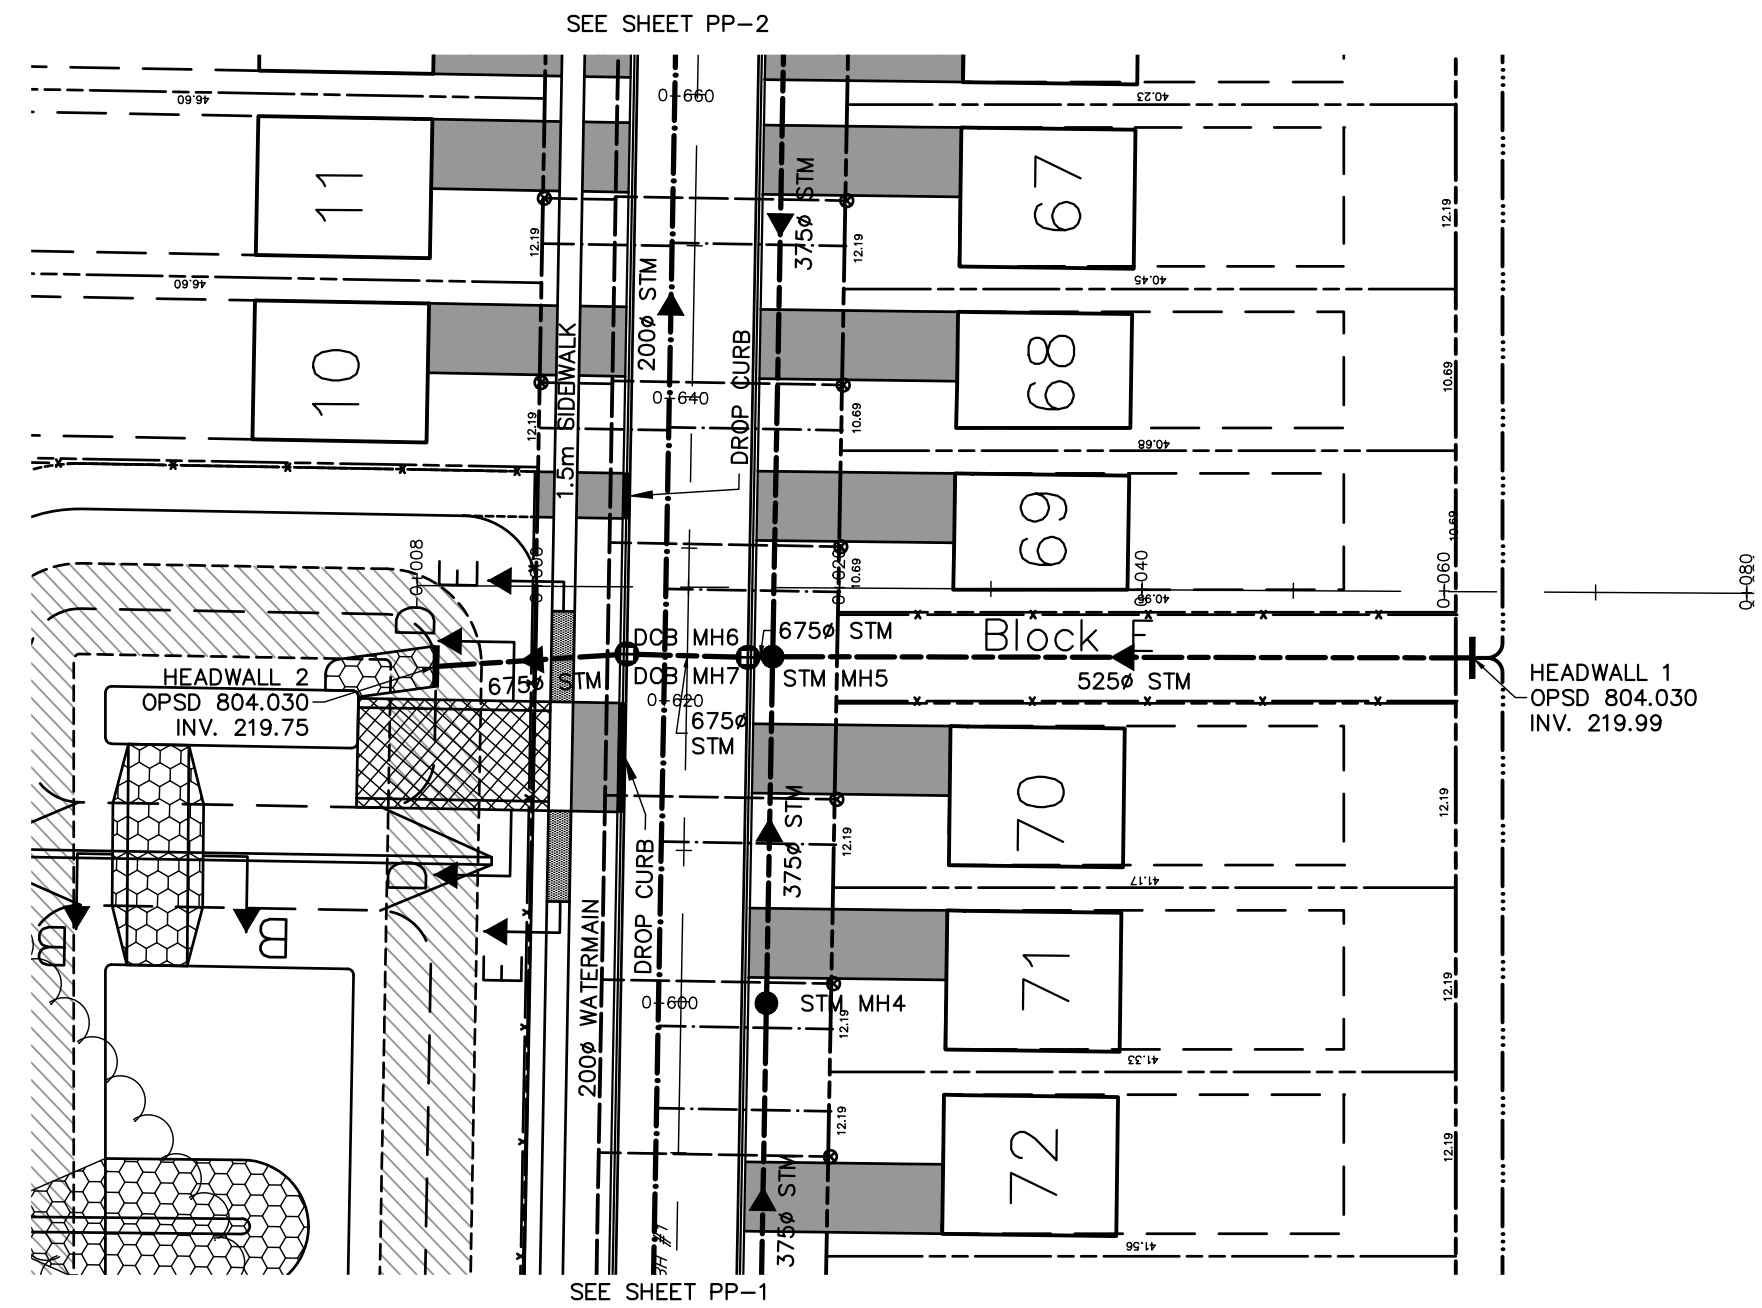 SEE SHEET PP-2
46.60
0+660
40.23
11
375ø STM
67
12.19
12.19
12.19
46.60
200ø STM
40.45
10
1.5m SIDEWALK
0+640
DROP CURB
68
12.19
10.69
10.69
40.68
69
10.69
10.69
0+008
0+020
0+040
0+060
0+080
E
D
40.96
DCB MH6
675ø STM
Block F
HEADWALL 2
OPSD 804.030
INV. 219.75
675ø STM
DCB MH7
0+620
STM MH5
525ø STM
HEADWALL 1
OPSD 804.030
INV. 219.99
675ø
STM
70
375ø STM
12.19
12.19
D
DROP CURB
41.17
B
B
E
200ø WATERMAIN
0+600
STM MH4
71
12.19
12.19
41.33
72
12.19
12.19
375ø STM
41.56
SEE SHEET PP-1